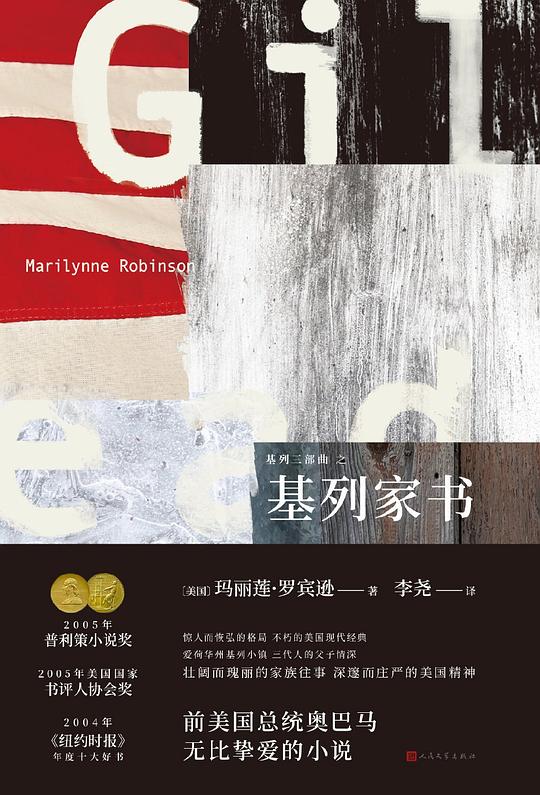 Gil
Marilynne Robinson
ead
基列三部曲 之
基列家书
[美国] 玛丽莲·罗宾逊——著 李尧——译
2005年
普利策小说奖
2005年美国国家
书评人协会奖
2004年
《纽约时报》
年度十大好书
惊人而恢弘的格局 不朽的美国现代经典
爱荷华州基列小镇 三代人的父子情深
壮阔而瑰丽的家族往事 深邃而庄严的美国精神
前美国总统奥巴马
无比挚爱的小说
人民文学出版社